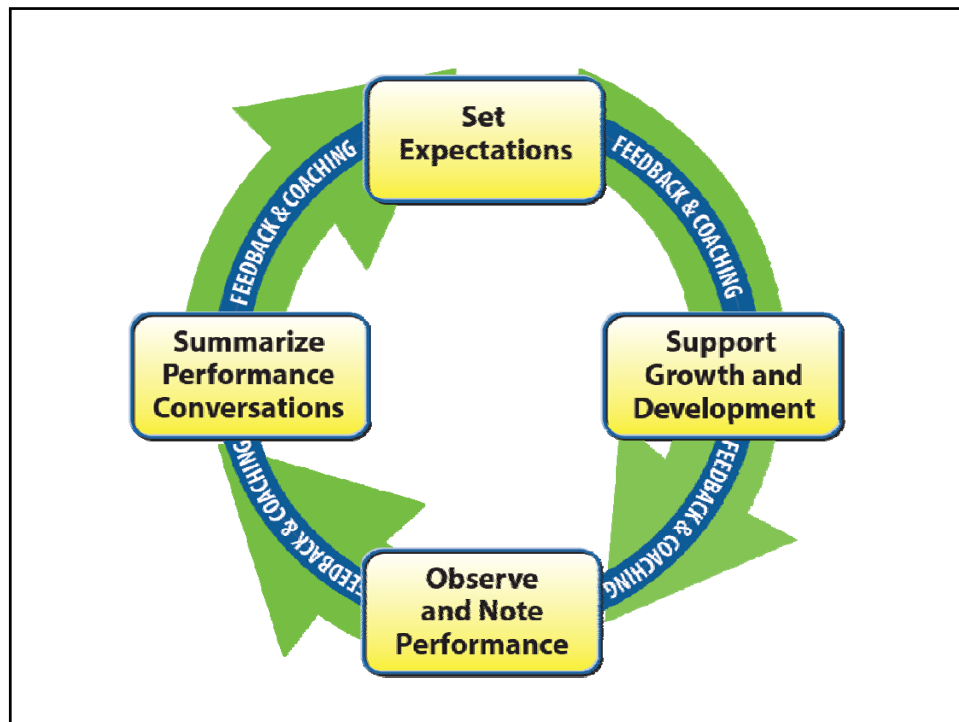 Set
Expectations
FEEDBACK & COACHING
FEEDBACK & COACHING
Summarize
Performance
Conversations
Support
Growth and
Development
FEEDBACK & COACHING
FEEDBACK & COACHING
Observe
and Note
Performance